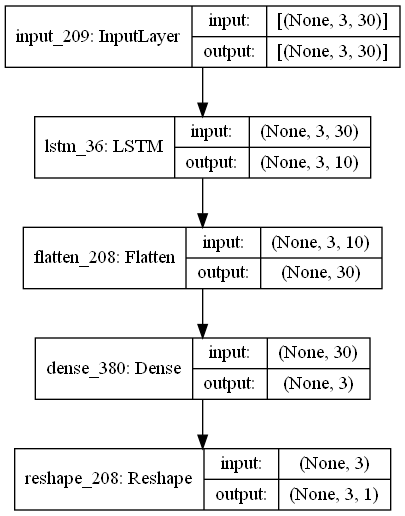 input_209: InputLayer
input:
[(None, 3, 30)]
output:
[(None, 3, 30)]
lstm_36: LSTM
input:
(None, 3, 30)
output:
(None, 3, 10)
flatten_208: Flatten
input:
(None, 3, 10)
output:
(None, 30)
dense_380: Dense
input:
(None, 30)
output:
(None, 3)
reshape_208: Reshape
input:
(None, 3)
output:
(None, 3, 1)